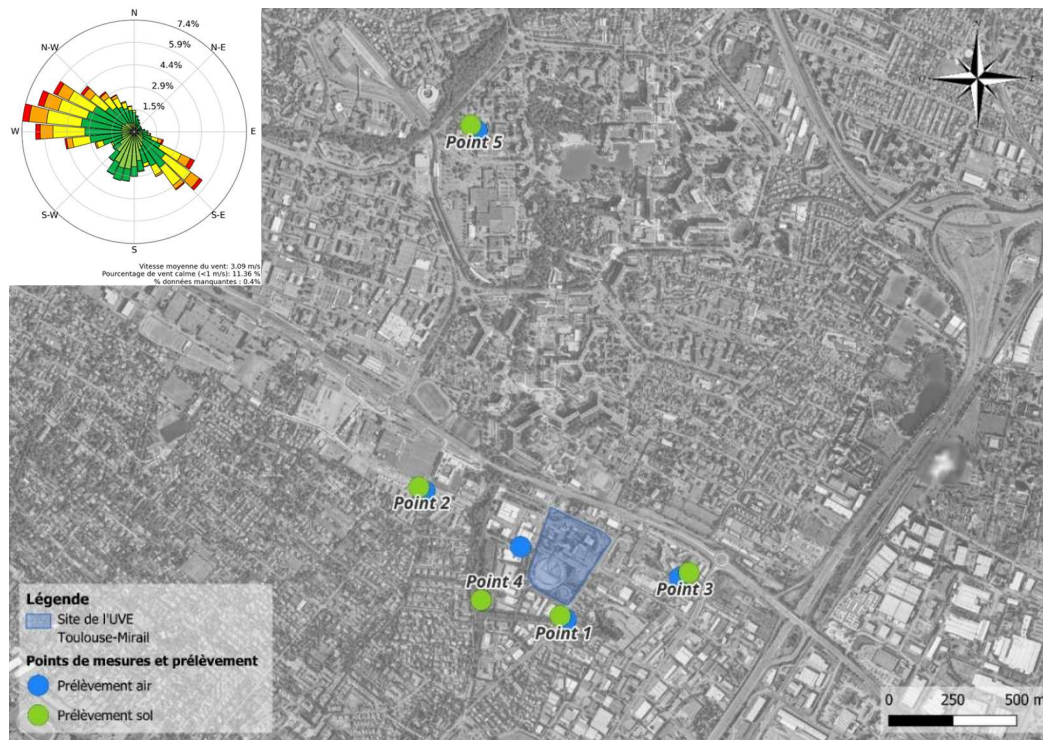 N
7.4%
5.9%
4.4%
2.9%
1.5%
N-W
N-E
W
E
S-W
S-E
S
Vitesse moyenne du vent: 3.09 m/s
Pourcentage de vent calme (<1 m/s): 11.36 %
% données manquantes : 0.4%
Point 5
Point 2
Point 4
Point 3
Point 1
Légende
Site de l'UVE
Toulouse-Mirail
Points de mesures et prélèvement
Prélèvement air
Prélèvement sol
0 250 500 m